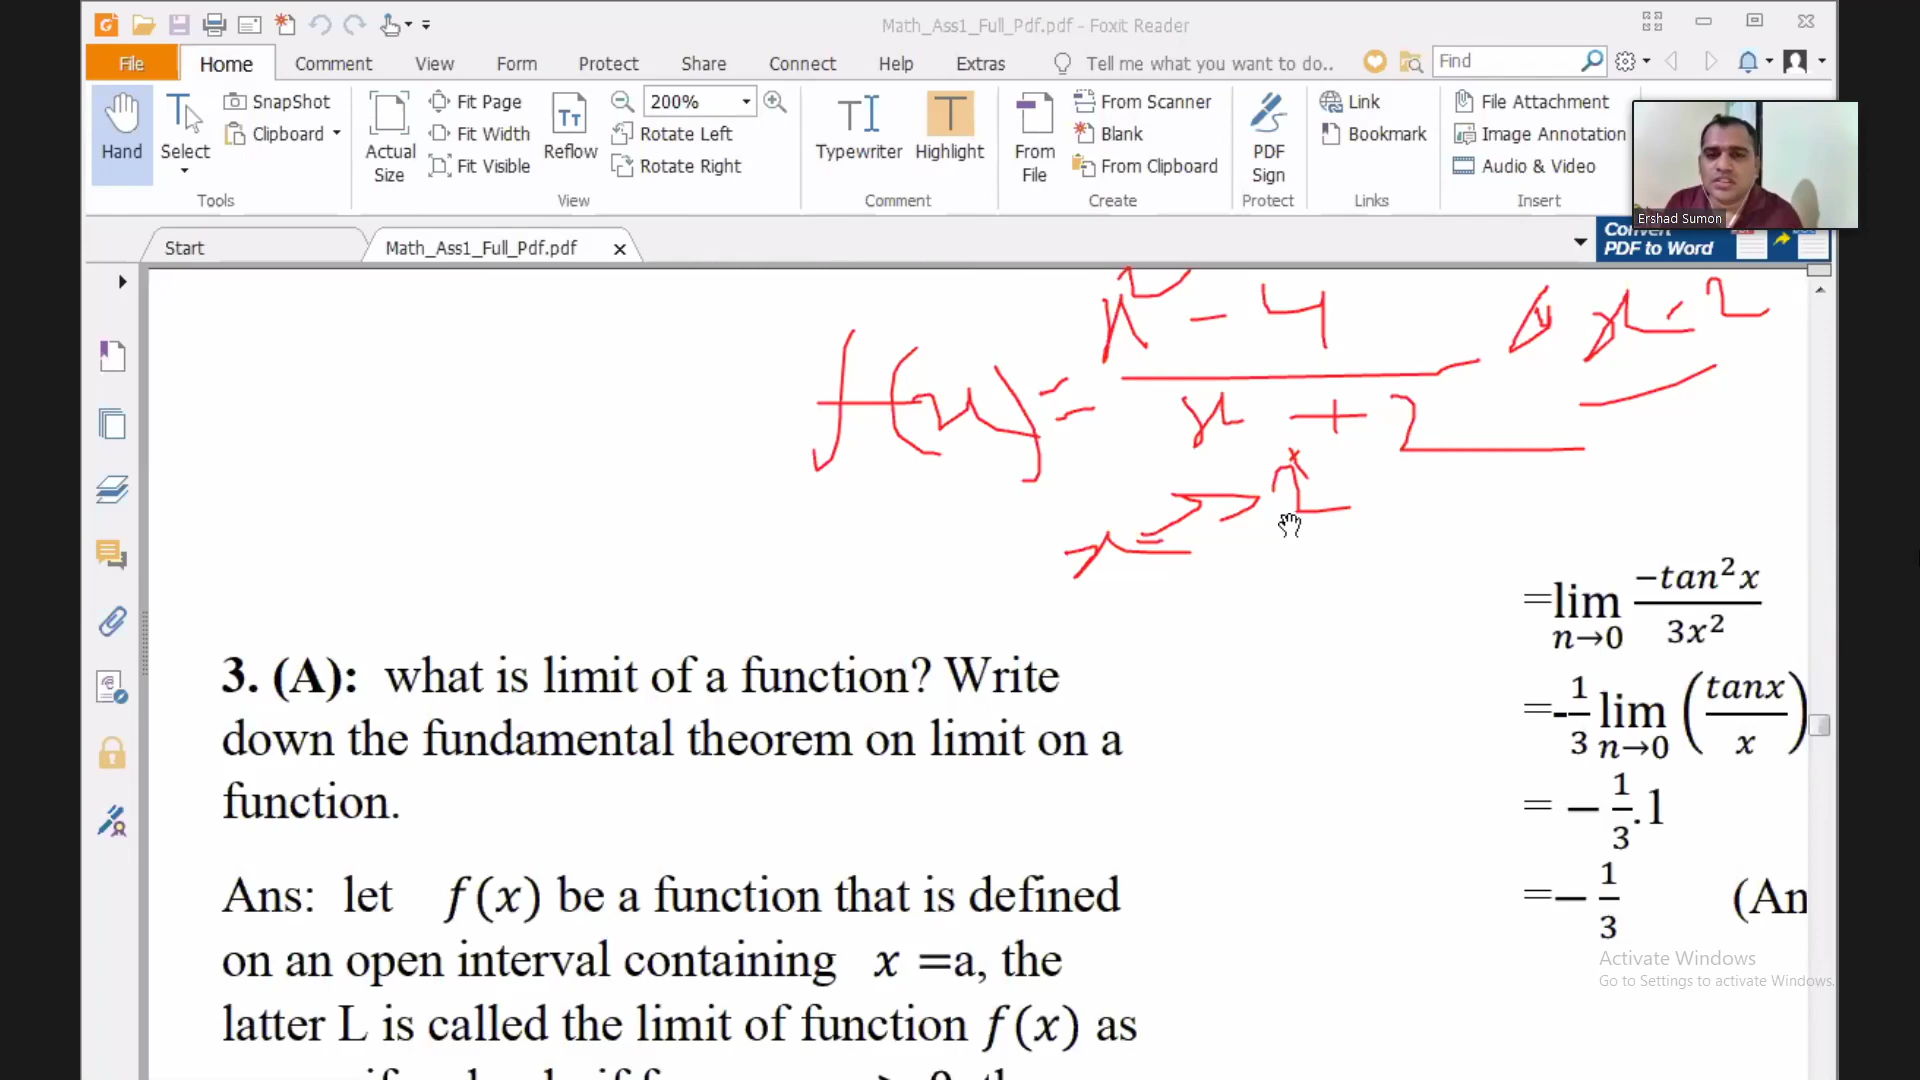 Math_Ass1_Full_Pdf.pdf - Foxit Reader
File Home Comment View Form Protect Share Connect Help Extras Tell me what you want to do.. Find
Hand Select SnapShot Clipboard
Tools
Actual Size Fit Page Fit Width Fit Visible Reflow 200% Rotate Left Rotate Right
View
Typewriter Highlight
Comment
From File From Scanner Blank From Clipboard
Create
PDF Sign
Protect
Link Bookmark
Links
File Attachment Image Annotation Audio & Video
Insert
Ershad Sumon
Convert
PDF to Word
Start Math_Ass1_Full_Pdf.pdf
f(x) = x² - 4 / x + 2
x = 2
3. (A): what is limit of a function? Write
down the fundamental theorem on limit on a
function.
Ans: let f(x) be a function that is defined
on an open interval containing x =a, the
latter L is called the limit of function f(x) as
=lim n→0 −tan²x / 3x²
=-1/3 lim n→0 (tanx / x)
= − 1/3 .1
=− 1/3 (An
Activate Windows
Go to Settings to activate Windows.